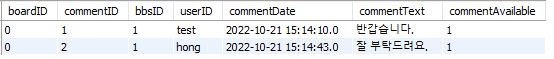 boardID commentID bbsID userID commentDate commentText commentAvailable
0 1 1 test 2022-10-21 15:14:10.0 반갑습니다. 1
0 2 1 hong 2022-10-21 15:14:43.0 잘 부탁드려요. 1